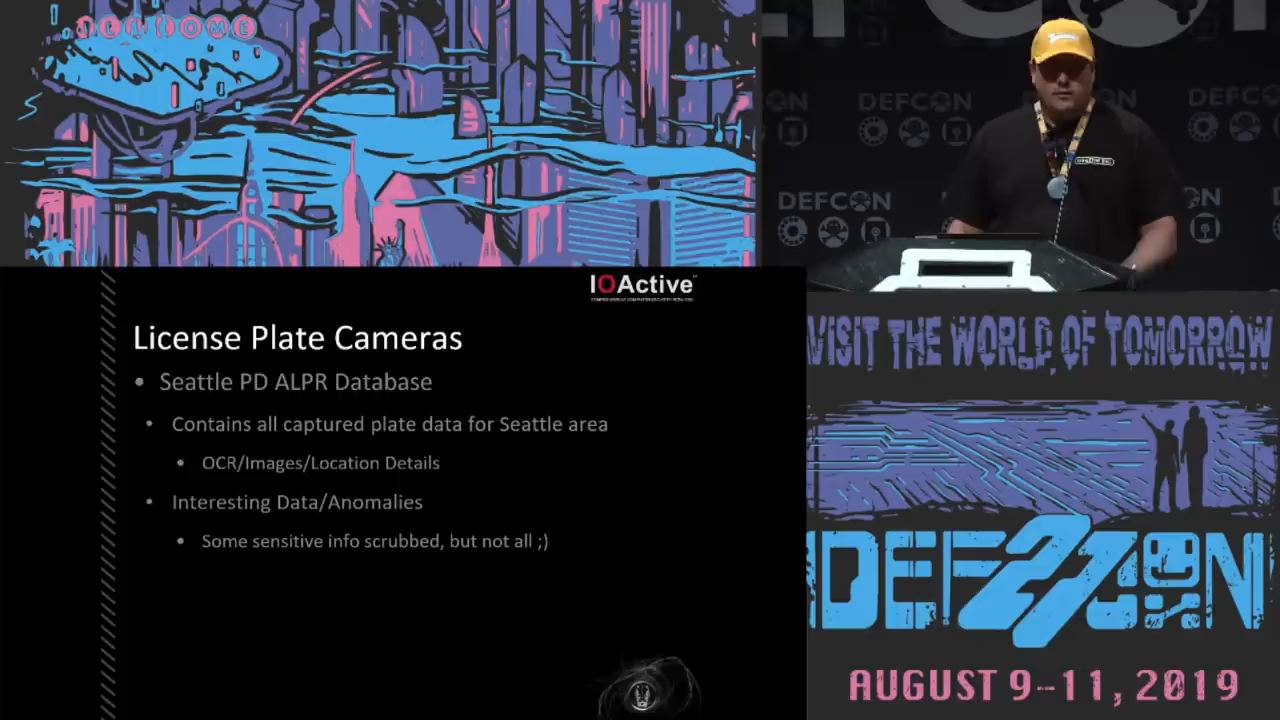 WELCOME
DEFCON
DEFCON
DEFCON
IOActive
License Plate Cameras
• Seattle PD ALPR Database
• Contains all captured plate data for Seattle area
• OCR/Images/Location Details
• Interesting Data/Anomalies
• Some sensitive info scrubbed, but not all ;)
VISIT THE WORLD OF TOMORROW
DEFCON
27
AUGUST 9-11, 2019